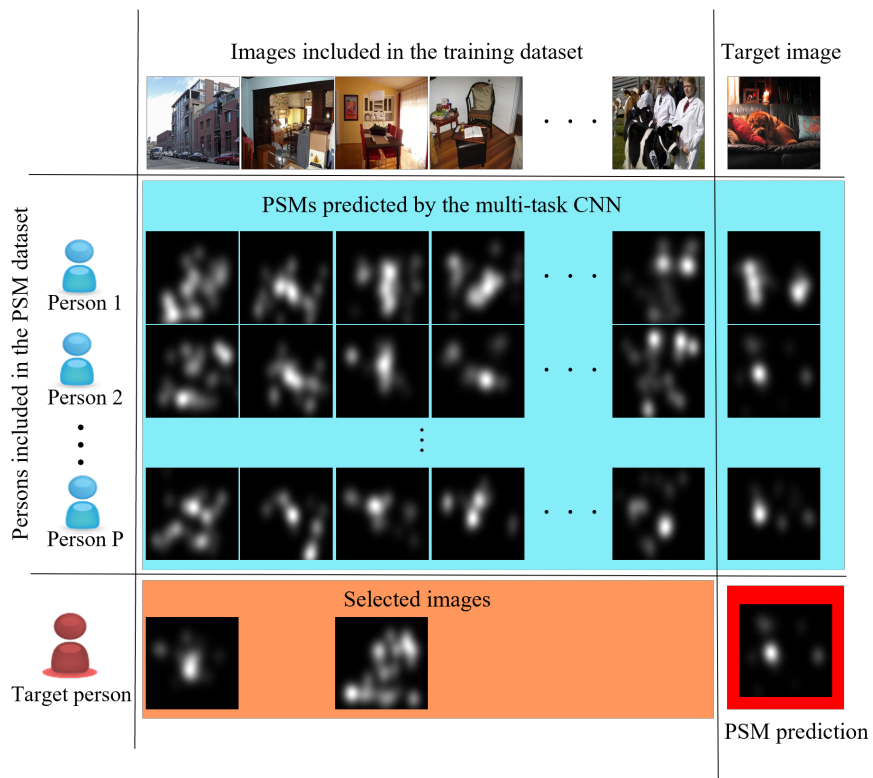 Images included in the training dataset
Target image
Persons included in the PSM dataset
PSMs predicted by the multi-task CNN
Person 1
Person 2
Person P
Selected images
Target person
PSM prediction